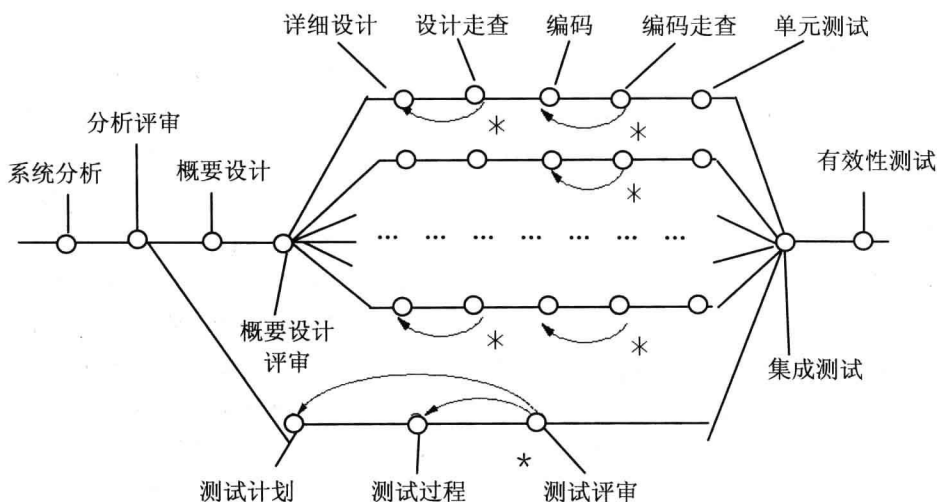 详细设计
设计走查
编码
编码走查
单元测试
*
*
分析评审
系统分析
概要设计
*
有效性测试
... ... ... ... ... ... ...
概要设计
评审
*
*
集成测试
测试计划
测试过程
*
测试评审